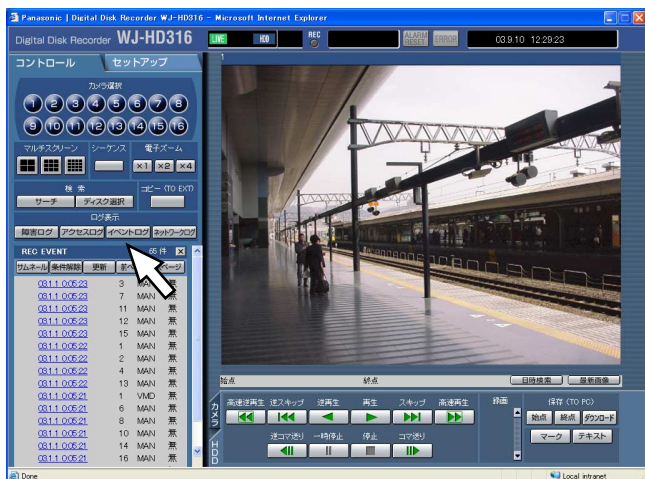 Panasonic | Digital Disk Recorder WJ-HD316 - Microsoft Internet Explorer
Digital Disk Recorder WJ-HD316
LIVE HDD REC ALARM RESET ERROR 03.9.10 12:29:23
コントロール セットアップ
1
カメラ選択
1 2 3 4 5 6 7 8
9 10 11 12 13 14 15 16
マルチスクリーン シーケンス 電子ズーム
×1 ×2 ×4
検 索 コピー (TO EXT)
サーチ ディスク選択
ログ表示
障害ログ アクセスログ イベントログ ネットワークログ
REC EVENT 65 件
サムネール 条件解除 更新 前ペ ページ
03.1.1 0:05:23 3 MAN 無
03.1.1 0:05:23 7 MAN 無
03.1.1 0:05:23 11 MAN 無
03.1.1 0:05:23 12 MAN 無
03.1.1 0:05:23 15 MAN 無
03.1.1 0:05:22 1 MAN 無
03.1.1 0:05:22 2 MAN 無
03.1.1 0:05:22 4 MAN 無
03.1.1 0:05:22 13 MAN 無
03.1.1 0:05:21 1 VMD 無
03.1.1 0:05:21 6 MAN 無
03.1.1 0:05:21 8 MAN 無
03.1.1 0:05:21 10 MAN 無
03.1.1 0:05:21 14 MAN 無
03.1.1 0:05:21 16 MAN 無
始点 終点 日時検索 最新画像
カメラ
HDD
高速逆再生 逆スキップ 逆再生 再生 スキップ 高速再生
逆コマ送り 一時停止 停止 コマ送り
録画
保存 (TO PC)
始点 終点 ダウンロード
マーク テキスト
Done Local intranet